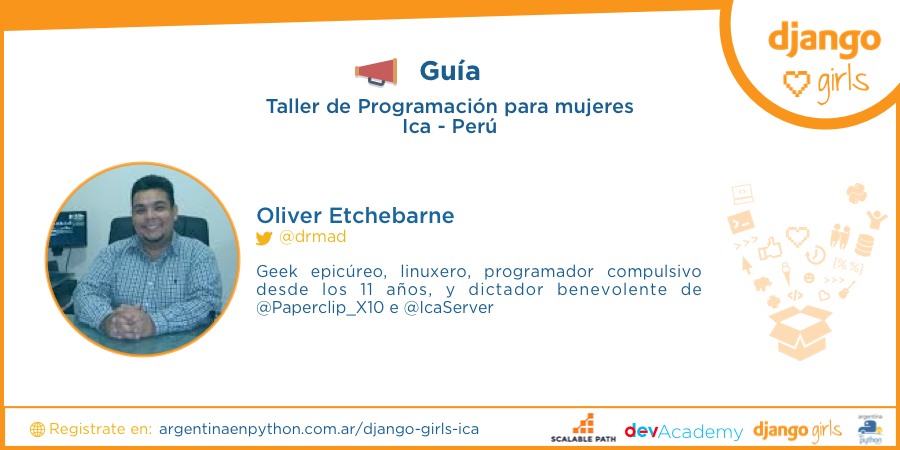 django
girls
Guía
Taller de Programación para mujeres
Ica - Perú
Oliver Etchebarne
@drmad
Geek epicúreo, linuxero, programador compulsivo
desde los 11 años, y dictador benevolente de
@Paperclip_X10 e @IcaServer
>>>
{%%}
</>
>>>
Registrate en: argentinaenpython.com.ar/django-girls-ica
SCALABLE PATH
devAcademy
django girls
argentina
en
python